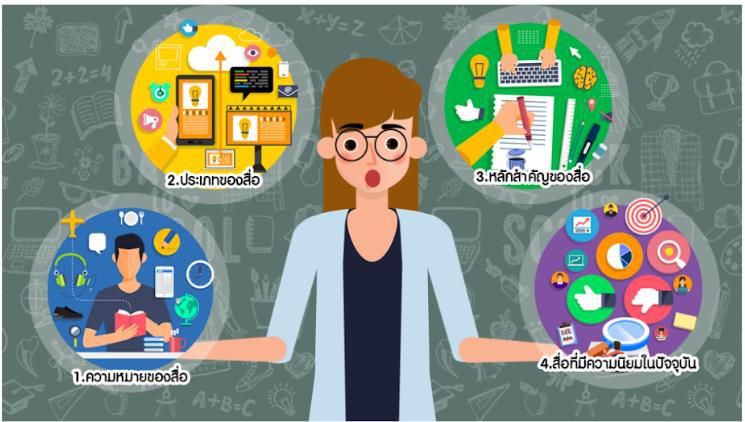 1.ความหมายของสื่อ
2.ประเภทของสื่อ
3.หลักสำคัญของสื่อ
4.สื่อที่มีความนิยมในปัจจุบัน
x+y=z
2+2=4
A+B=C
A+B=C